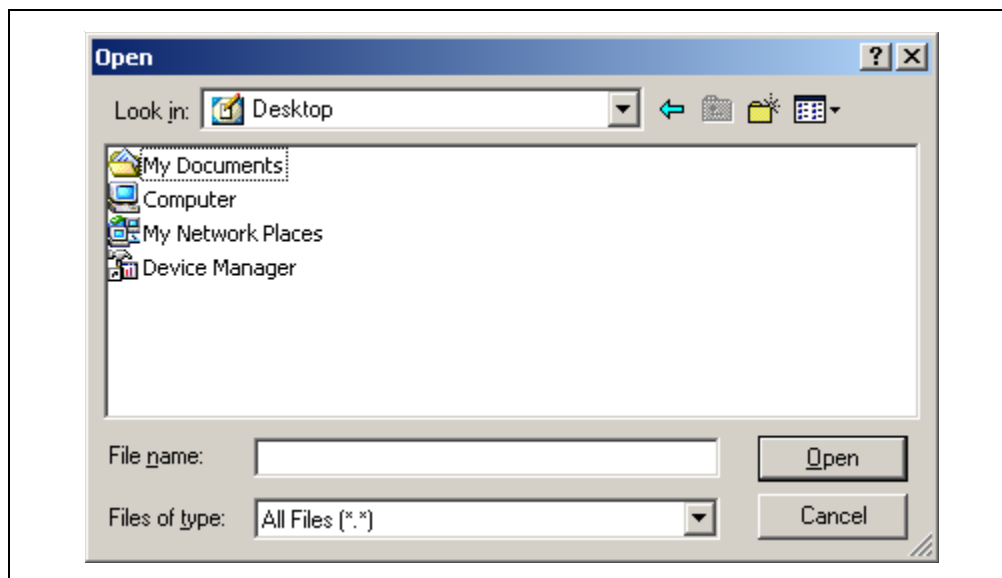 Open
Look in: Desktop
My Documents
Computer
My Network Places
Device Manager
File name:
Open
Files of type: All Files (*.*)
Cancel